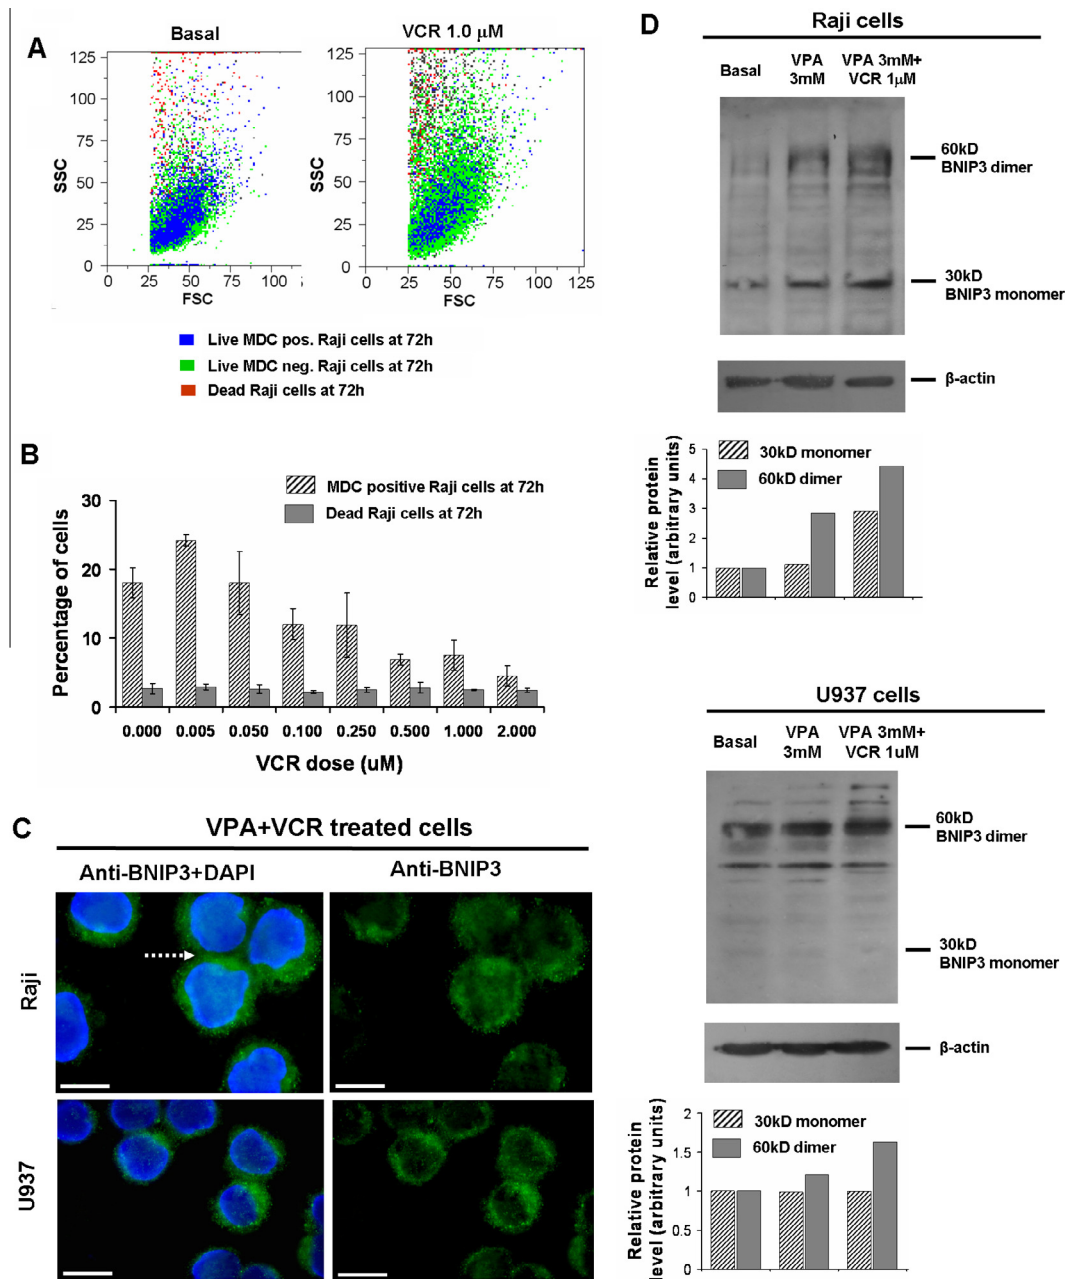 A
Basal
VCR 1.0 μM
125
100
75
50
25
0
SSC
0 25 50 75 100
FSC
125
100
75
50
25
0
SSC
0 25 50 75 100 125
FSC
Live MDC pos. Raji cells at 72h
Live MDC neg. Raji cells at 72h
Dead Raji cells at 72h
B
MDC positive Raji cells at 72h
Dead Raji cells at 72h
30
20
10
0
Percentage of cells
0.000 0.005 0.050 0.100 0.250 0.500 1.000 2.000
VCR dose (uM)
C
VPA+VCR treated cells
Anti-BNIP3+DAPI
Anti-BNIP3
Raji
U937
D
Raji cells
Basal
VPA
3mM
VPA 3mM+
VCR 1μM
60kD
BNIP3 dimer
30kD
BNIP3 monomer
β-actin
5
4
3
2
1
0
Relative protein
level (arbitrary units)
30kD monomer
60kD dimer
U937 cells
Basal
VPA
3mM
VPA 3mM+
VCR 1uM
60kD
BNIP3 dimer
30kD
BNIP3 monomer
β-actin
2
1.5
1
0.5
0
Relative protein
level (arbitrary units)
30kD monomer
60kD dimer